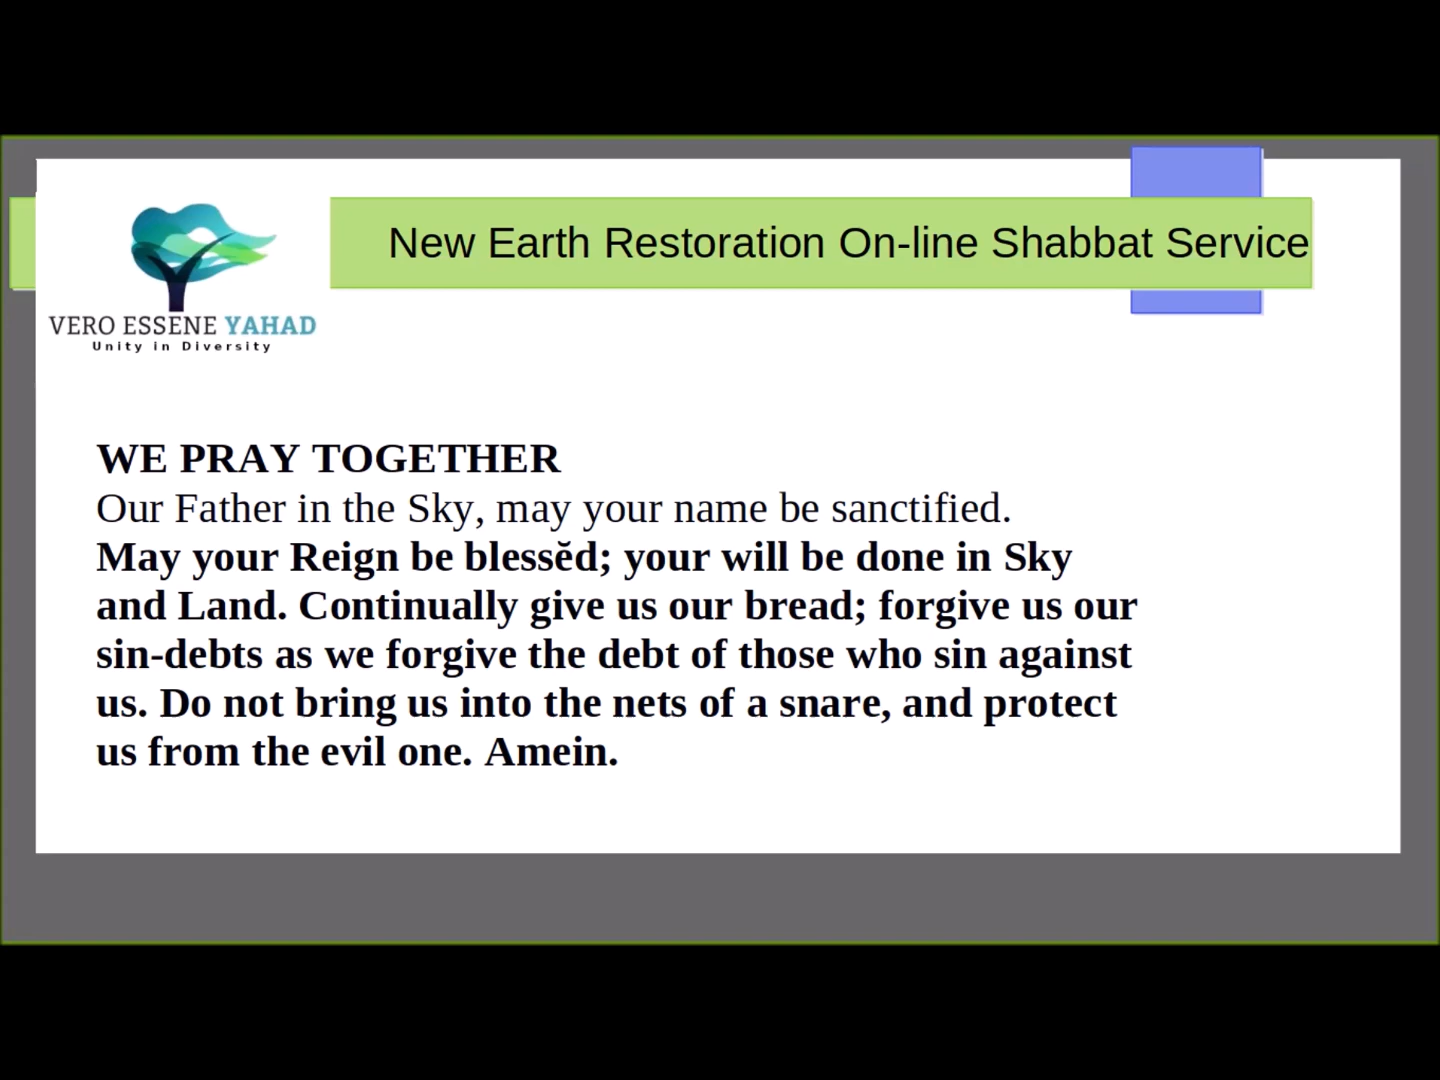 New Earth Restoration On-line Shabbat Service
VERO ESSENE YAHAD
Unity in Diversity
WE PRAY TOGETHER
Our Father in the Sky, may your name be sanctified.
May your Reign be blessĕd; your will be done in Sky
and Land. Continually give us our bread; forgive us our
sin-debts as we forgive the debt of those who sin against
us. Do not bring us into the nets of a snare, and protect
us from the evil one. Amein.